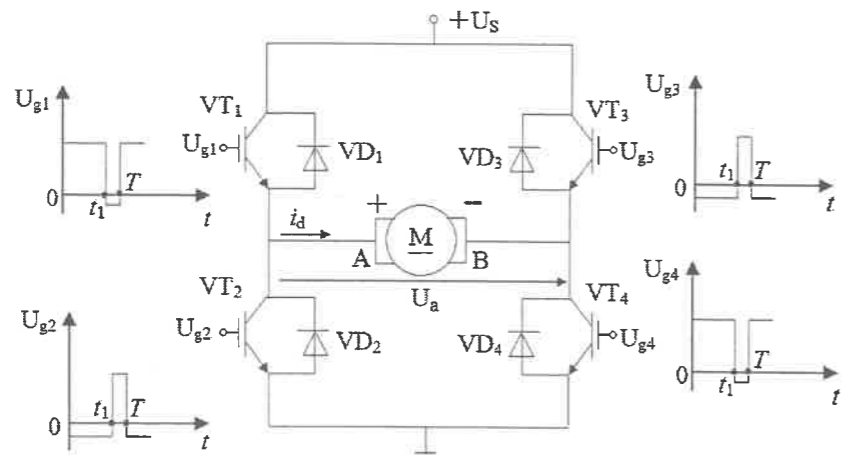 +U_S
U_g1
0
t_1
T
t
VT_1
U_g1
VD_1
VT_3
VD_3
U_g3
U_g3
0
t_1
T
t
i_d
+
-
A
M
B
U_a
VT_2
U_g2
VD_2
VT_4
VD_4
U_g4
U_g2
0
t_1
T
t
U_g4
0
t_1
T
t